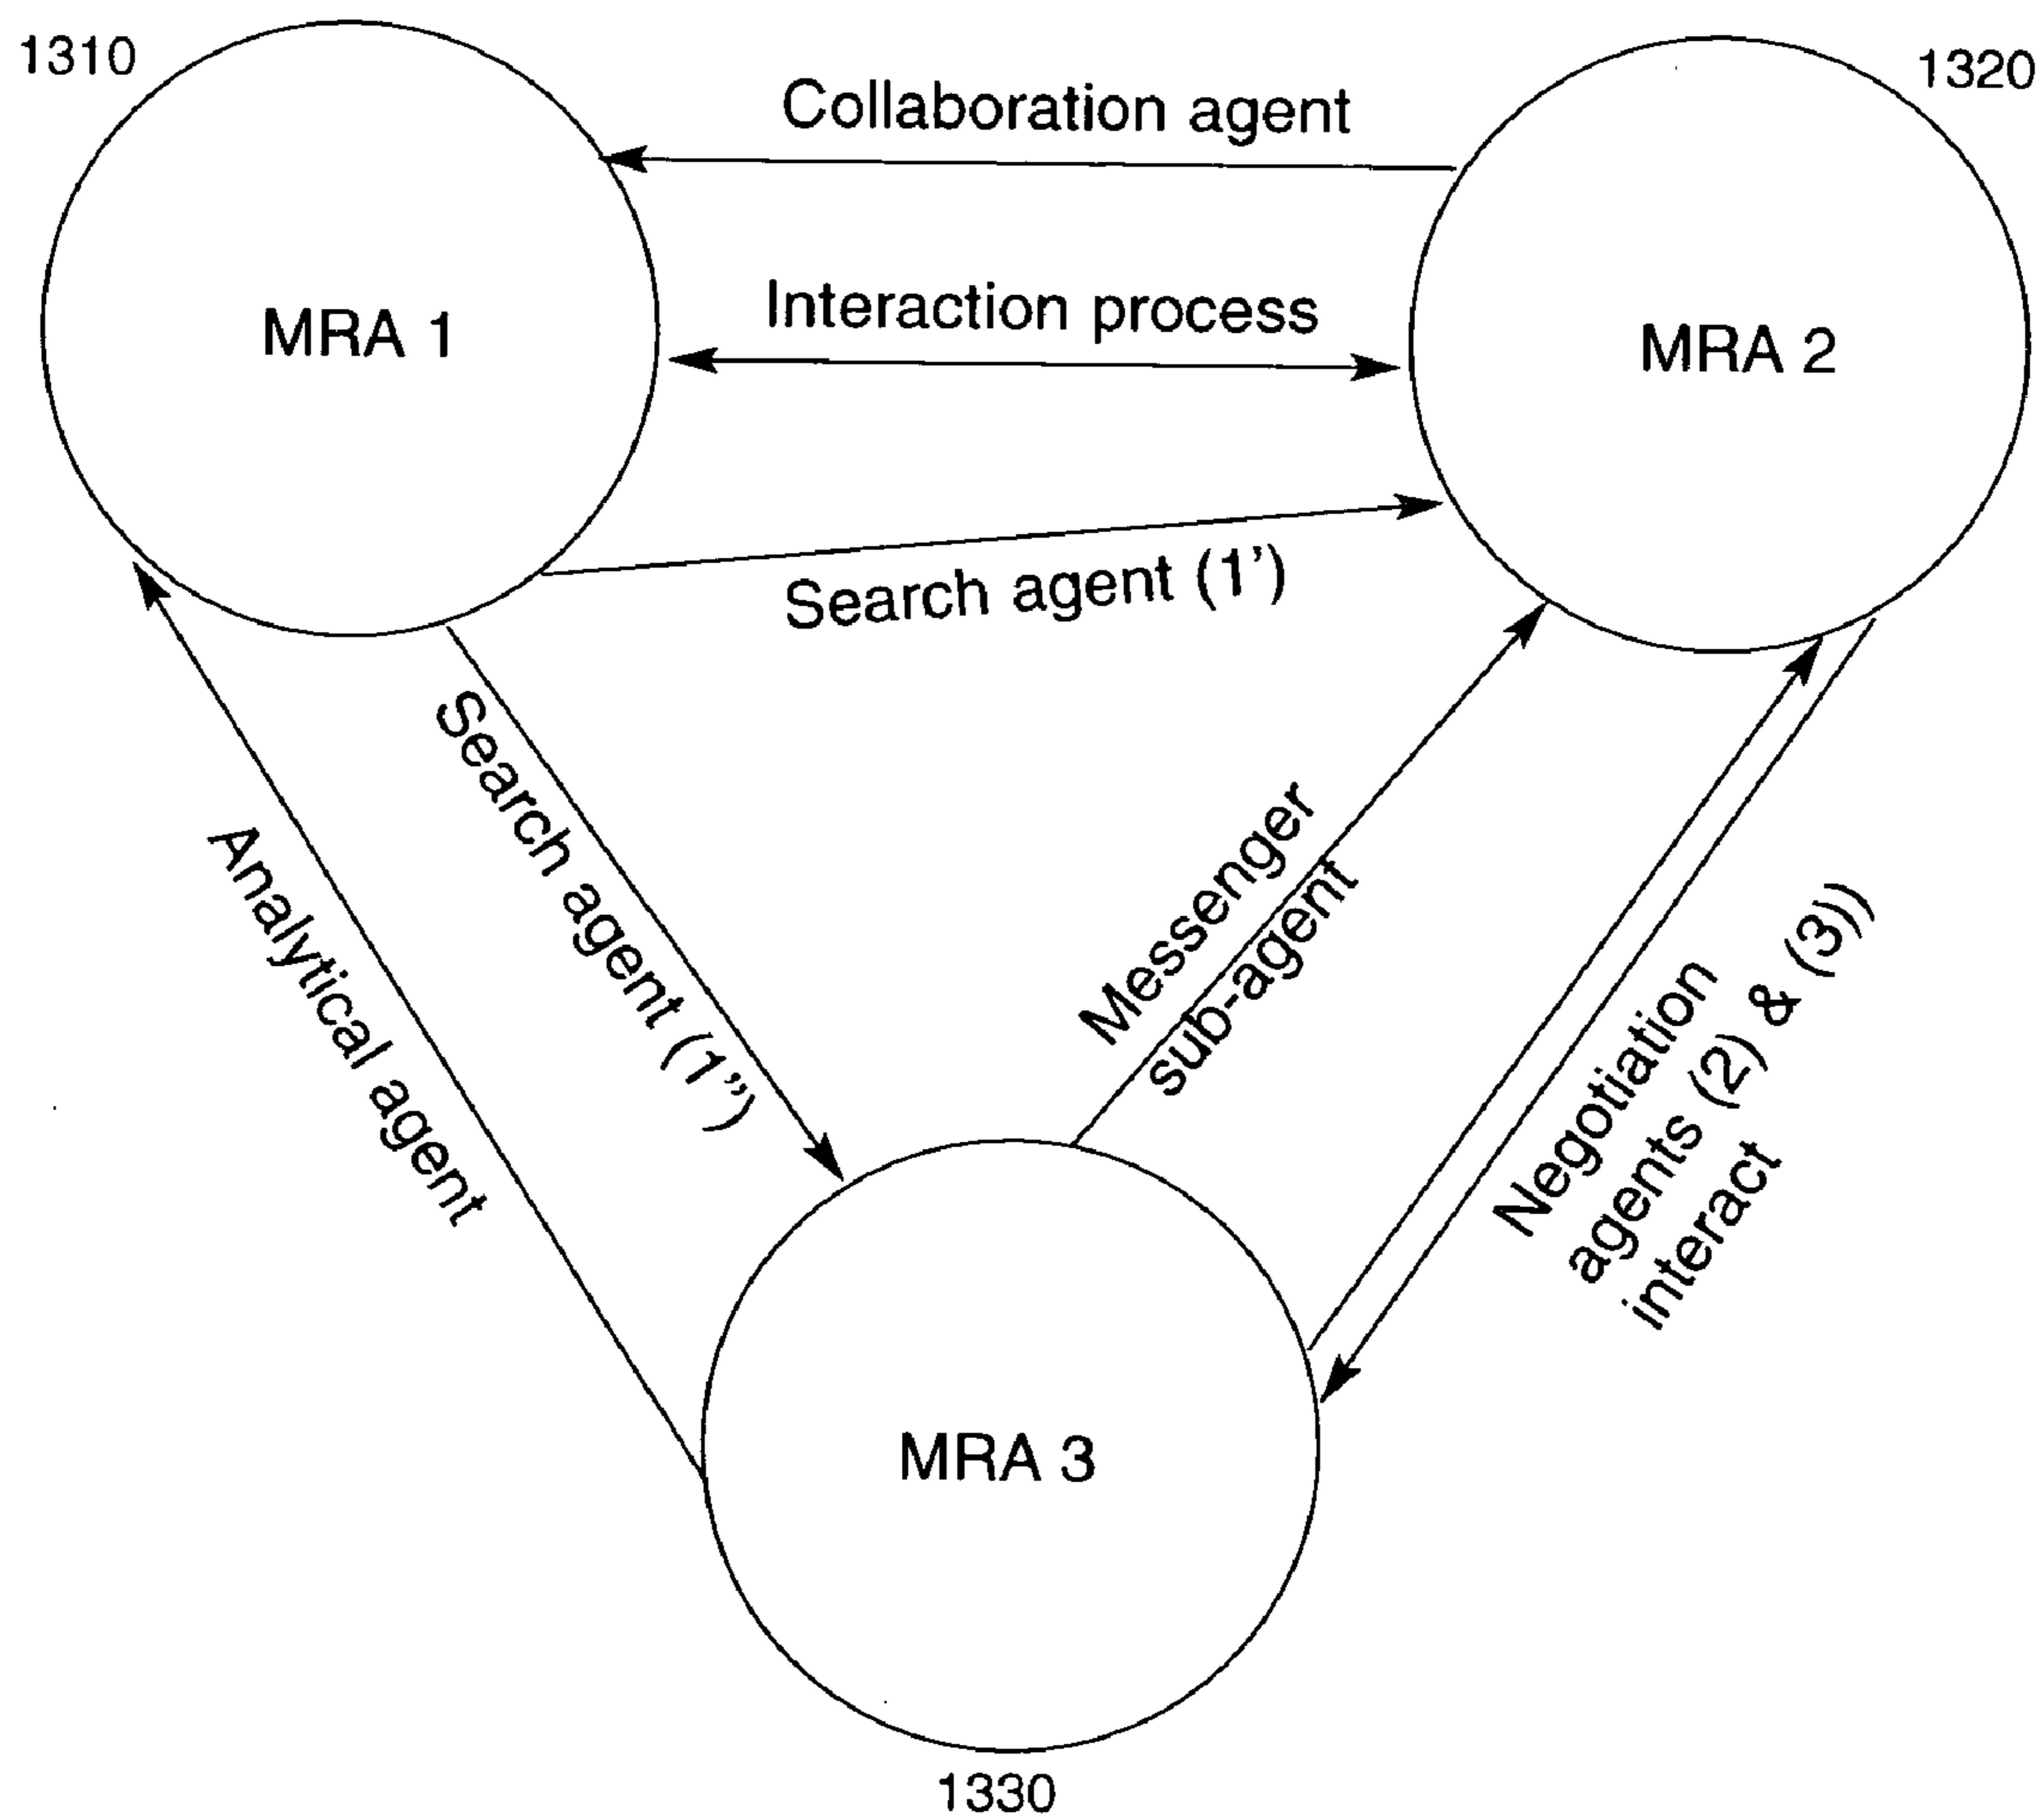 1310
1320
Collaboration agent
Interaction process
MRA 1
MRA 2
Search agent (1’)
Search agent (1”)
Analytical agent
Messenger
sub-agent
Negotiation
agents (2) & (3))
interact
MRA 3
1330